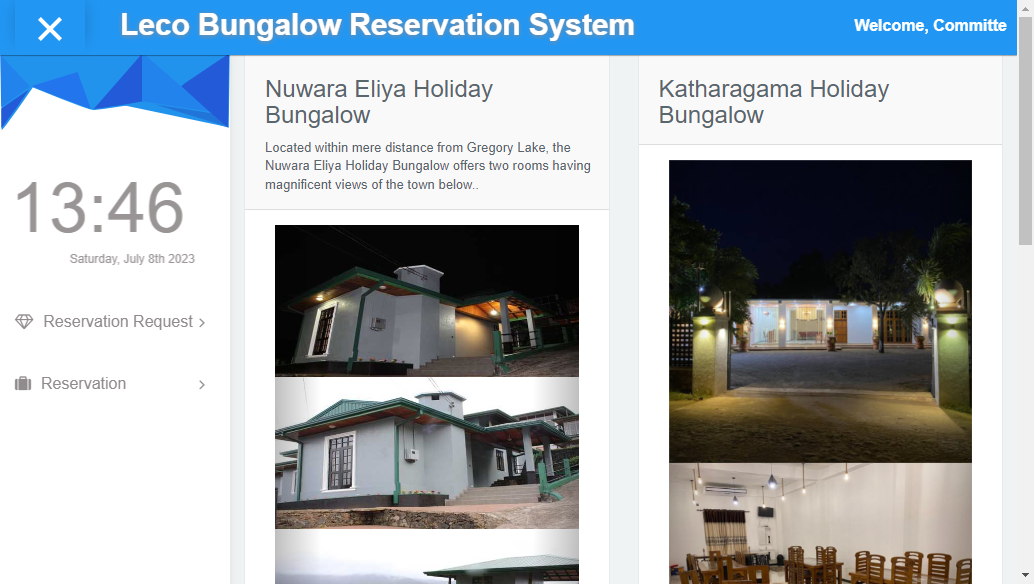 Leco Bungalow Reservation System
Welcome, Committe
13:46
Saturday, July 8th 2023
Reservation Request
Reservation
Nuwara Eliya Holiday
Bungalow
Located within mere distance from Gregory Lake, the
Nuwara Eliya Holiday Bungalow offers two rooms having
magnificent views of the town below..
Katharagama Holiday
Bungalow